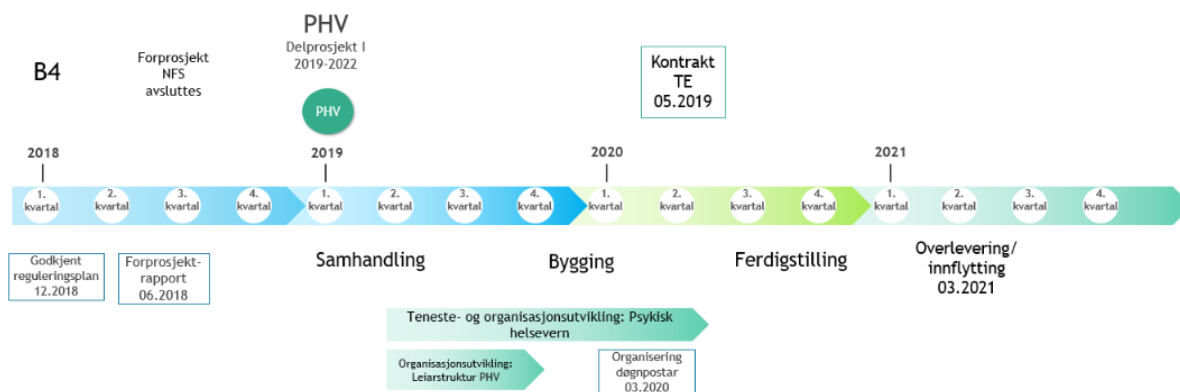 B4
Forprosjekt
NFS
avsluttes
PHV
Delprosjekt I
2019-2022
PHV
Kontrakt
TE
05.2019
2018
2019
2020
2021
1.
kvartal
2.
kvartal
3.
kvartal
4.
kvartal
1.
kvartal
2.
kvartal
3.
kvartal
4.
kvartal
1.
kvartal
2.
kvartal
3.
kvartal
4.
kvartal
1.
kvartal
2.
kvartal
3.
kvartal
4.
kvartal
Godkjent
reguleringsplan
12.2018
Forprosjekt-
rapport
06.2018
Samhandling
Bygging
Ferdigstilling
Overlevering/
innflytting
03.2021
Teneste- og organisasjonsutvikling: Psykisk
helsevern
Organisasjonsutvikling:
Leiarstruktur PHV
Organisering
døgnpostar
03.2020